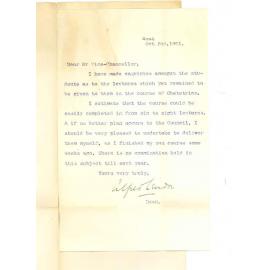 Dear Mr Vice-Chancellor,
I have made enquiries amongst the stu-
dents as to the lectures which you
to be given to them in the course of
I estimate that the course could be
easily completed in from six to eight lectures.
If no better plan occurs to the Council, I
should be very pleased to undertake to deliver
them myself, as I finished my own course some
weeks ago. There is no examination held in
this subject till next year.
Yours very truly,
Dean.